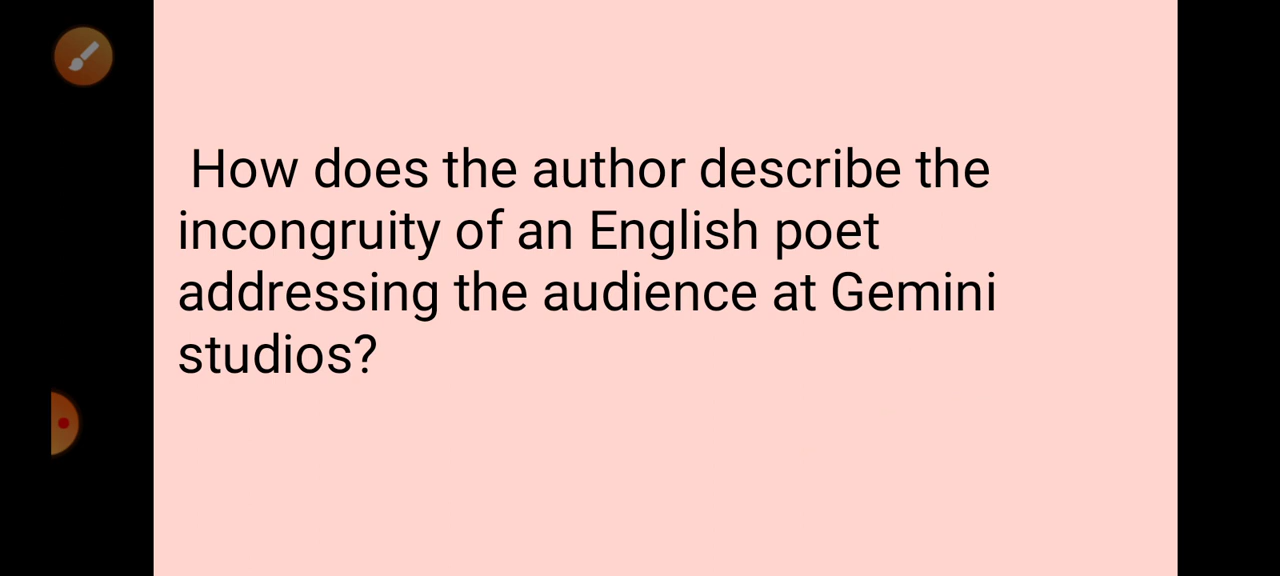 How does the author describe the
incongruity of an English poet
addressing the audience at Gemini
studios?